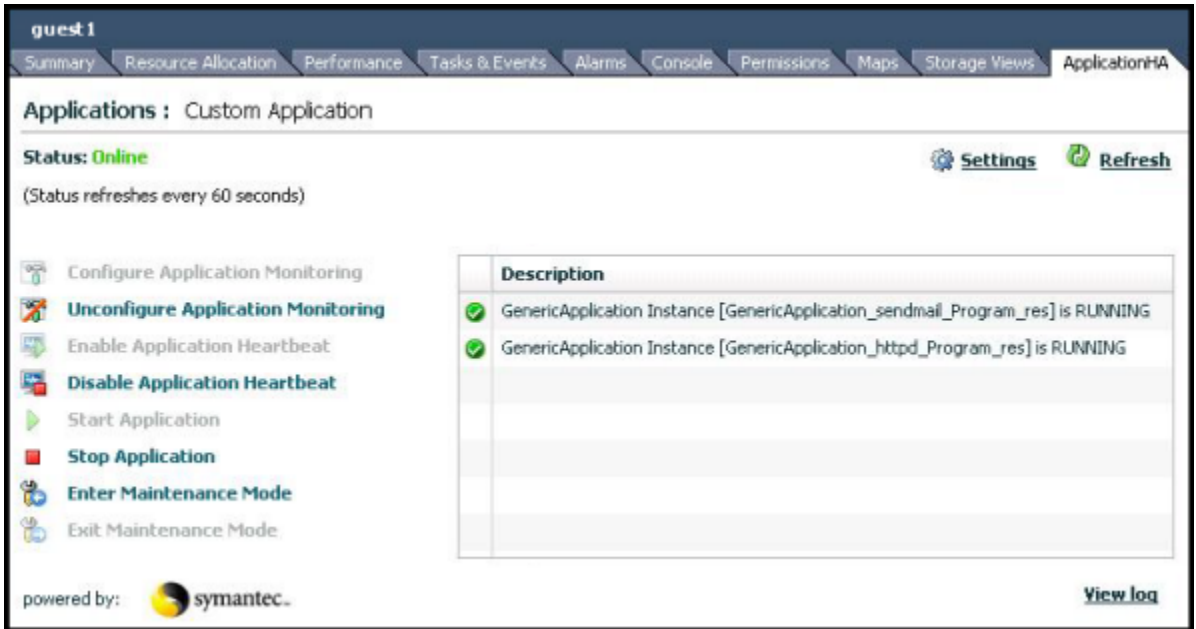 guest1
Summary Resource Allocation Performance Tasks & Events Alarms Console Permissions Maps Storage Views ApplicationHA
Applications : Custom Application
Status: Online
Settings Refresh
(Status refreshes every 60 seconds)
Configure Application Monitoring
Unconfigure Application Monitoring
Enable Application Heartbeat
Disable Application Heartbeat
Start Application
Stop Application
Enter Maintenance Mode
Exit Maintenance Mode
Description
GenericApplication Instance [GenericApplication_sendmail_Program_res] is RUNNING
GenericApplication Instance [GenericApplication_httpd_Program_res] is RUNNING
powered by: symantec™
View log